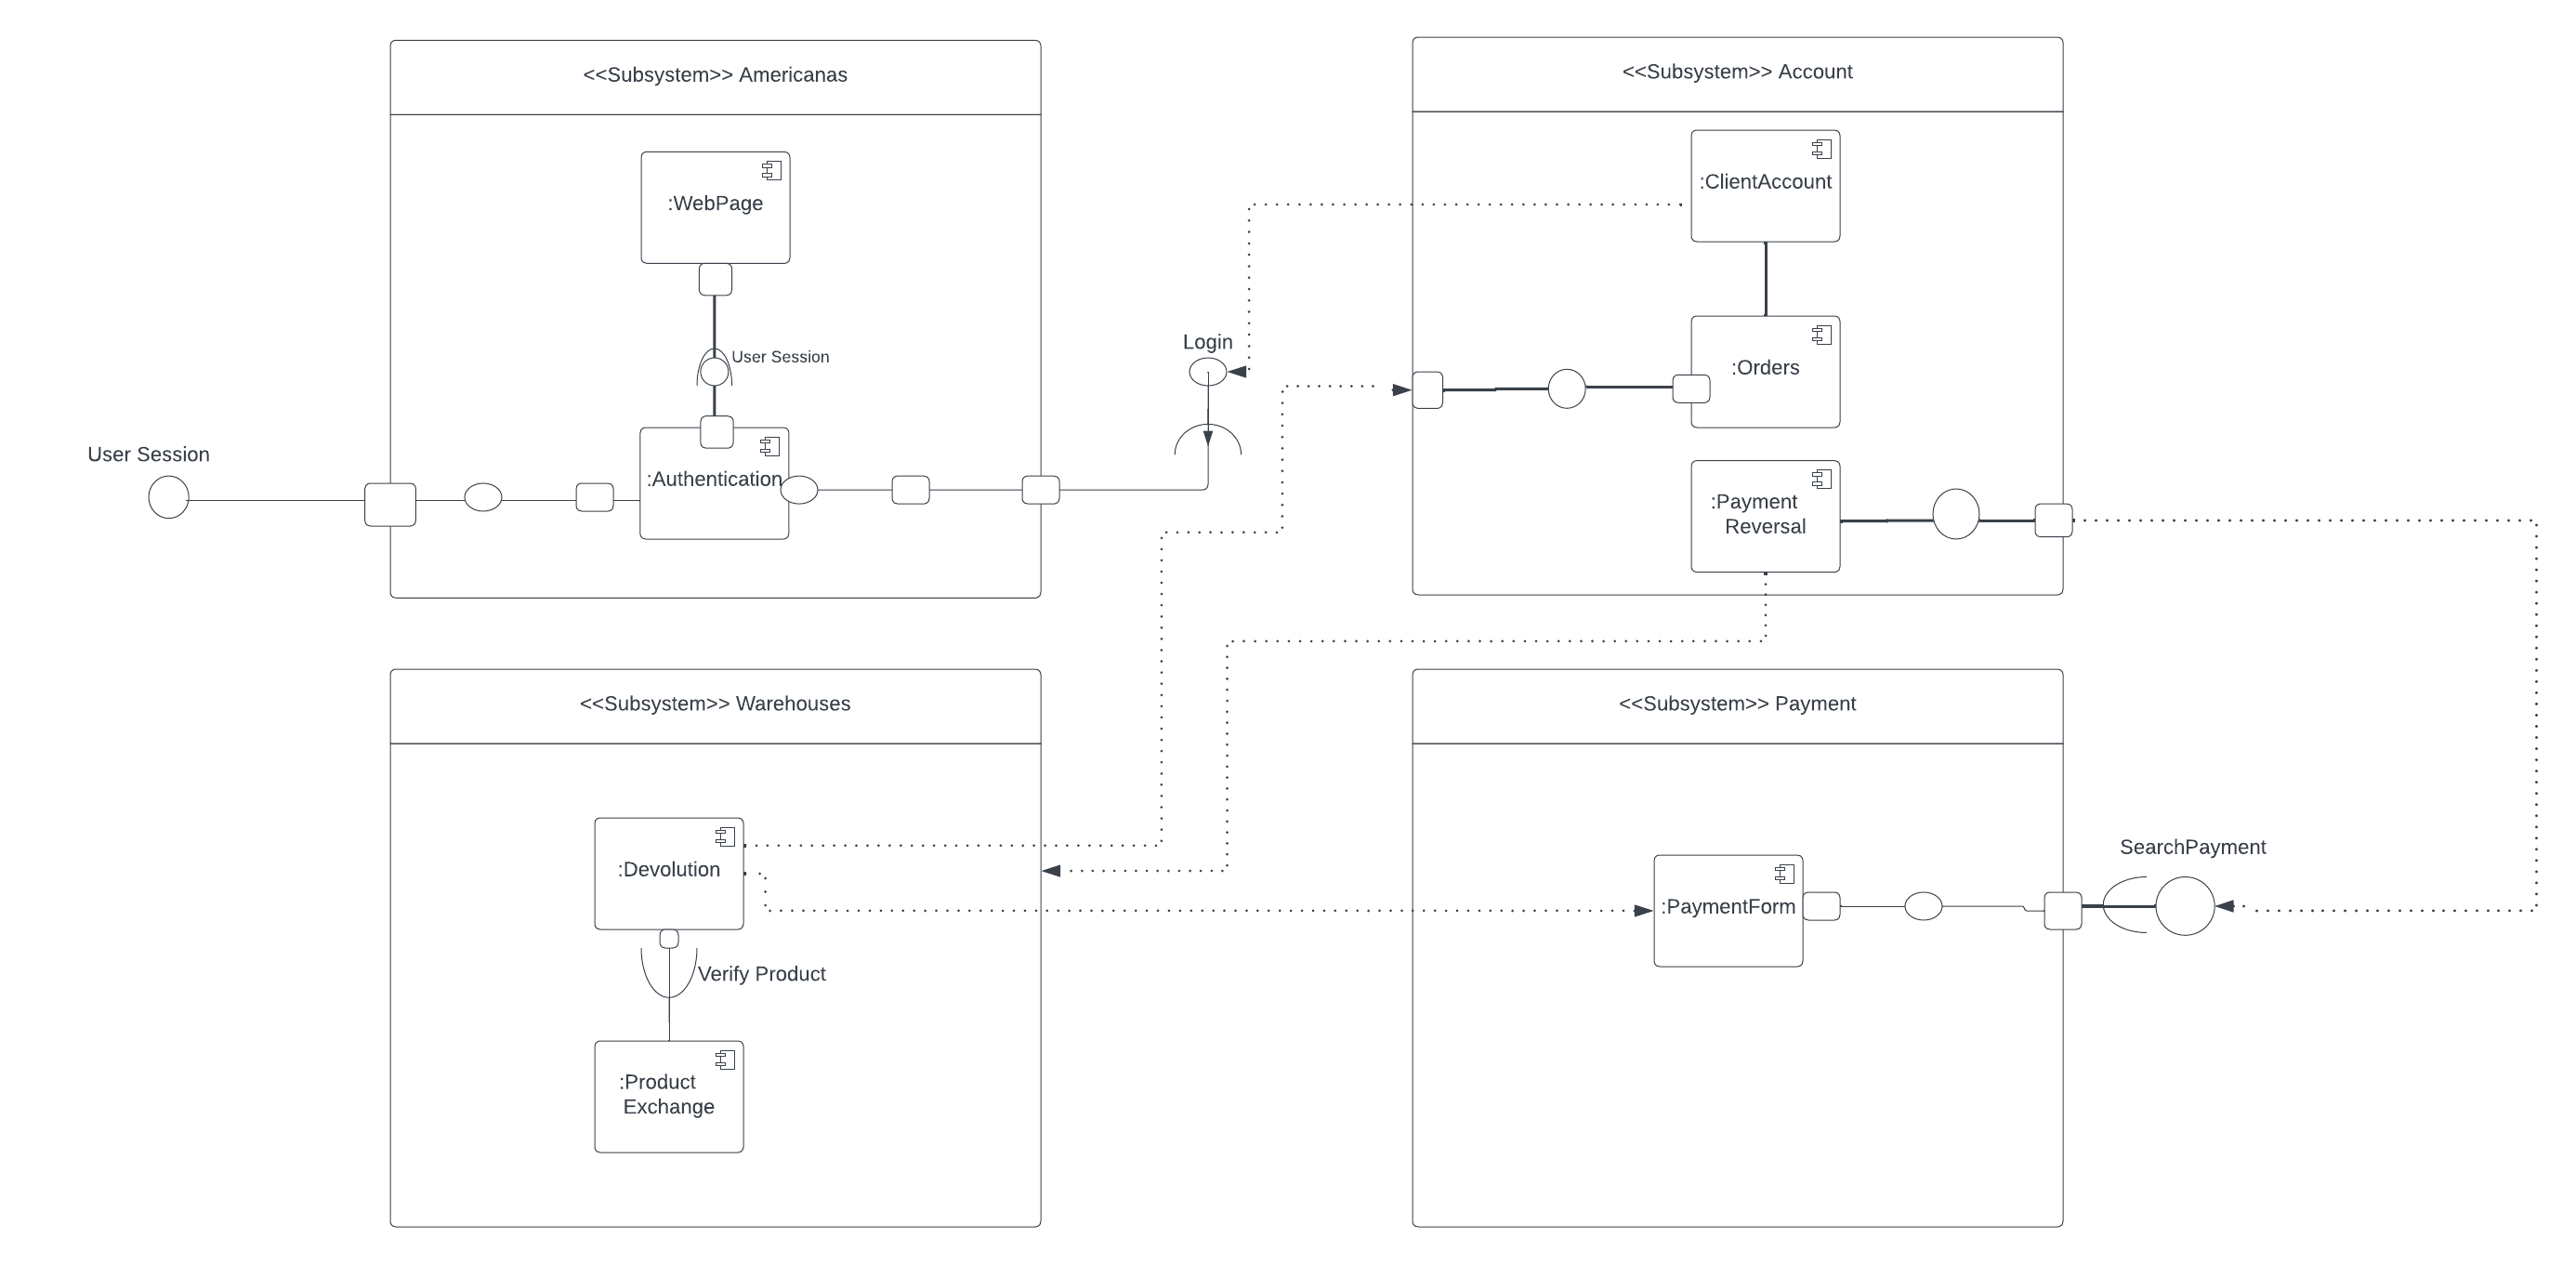 <<Subsystem>> Americanas
:WebPage
User Session
:Authentication
User Session
Login
<<Subsystem>> Account
:ClientAccount
:Orders
:Payment
Reversal
<<Subsystem>> Warehouses
:Devolution
Verify Product
:Product
Exchange
<<Subsystem>> Payment
:PaymentForm
SearchPayment